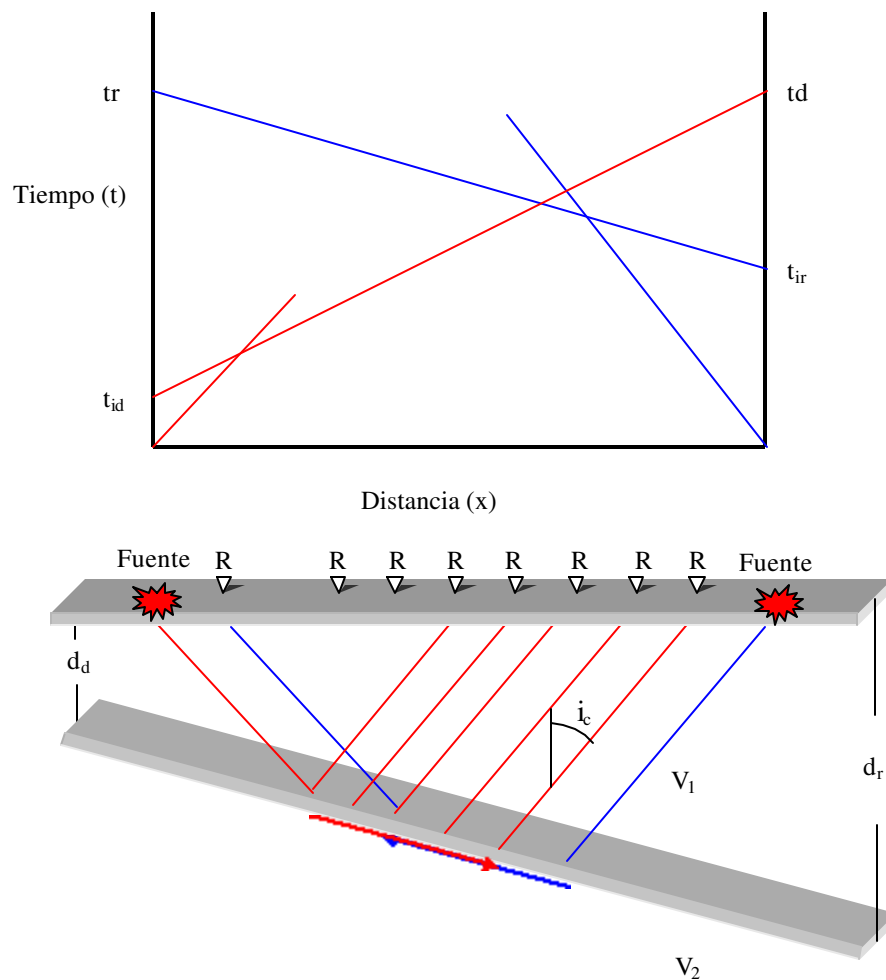 tr
td
Tiempo (t)
t_ir
t_id
Distancia (x)
Fuente R R R R R R R R Fuente
d_d
i_c
V_1
d_r
V_2